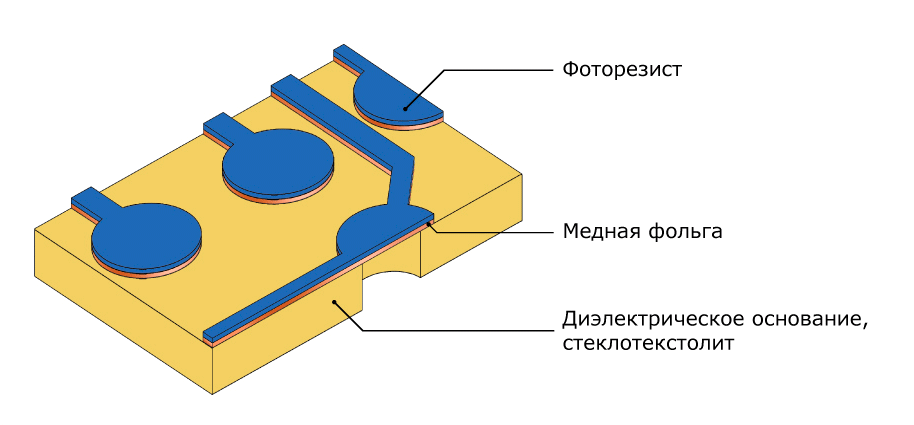 Фоторезист
Медная фольга
Диэлектрическое основание,
стеклотекстолит